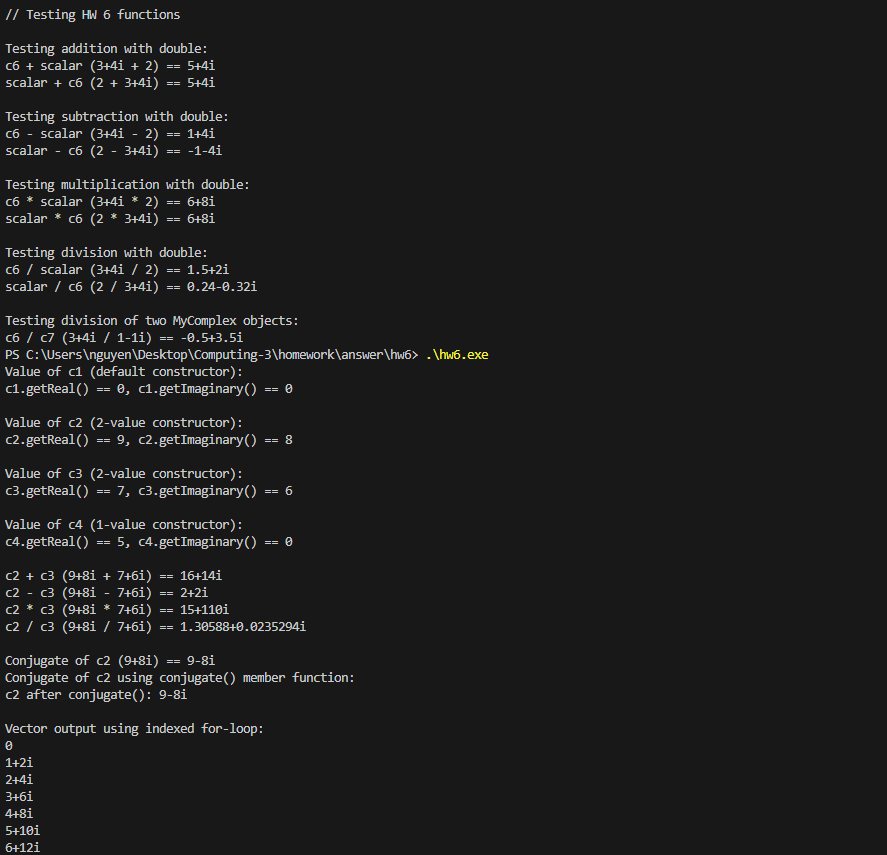 // Testing HW 6 functions

Testing addition with double:
c6 + scalar (3+4i + 2) == 5+4i
scalar + c6 (2 + 3+4i) == 5+4i

Testing subtraction with double:
c6 - scalar (3+4i - 2) == 1+4i
scalar - c6 (2 - 3+4i) == -1-4i

Testing multiplication with double:
c6 * scalar (3+4i * 2) == 6+8i
scalar * c6 (2 * 3+4i) == 6+8i

Testing division with double:
c6 / scalar (3+4i / 2) == 1.5+2i
scalar / c6 (2 / 3+4i) == 0.24-0.32i

Testing division of two MyComplex objects:
c6 / c7 (3+4i / 1-1i) == -0.5+3.5i
PS C:\Users\nguyen\Desktop\Computing-3\homework\answer\hw6> .\hw6.exe
Value of c1 (default constructor):
c1.getReal() == 0, c1.getImaginary() == 0

Value of c2 (2-value constructor):
c2.getReal() == 9, c2.getImaginary() == 8

Value of c3 (2-value constructor):
c3.getReal() == 7, c3.getImaginary() == 6

Value of c4 (1-value constructor):
c4.getReal() == 5, c4.getImaginary() == 0

c2 + c3 (9+8i + 7+6i) == 16+14i
c2 - c3 (9+8i - 7+6i) == 2+2i
c2 * c3 (9+8i * 7+6i) == 15+110i
c2 / c3 (9+8i / 7+6i) == 1.30588+0.0235294i

Conjugate of c2 (9+8i) == 9-8i
Conjugate of c2 using conjugate() member function:
c2 after conjugate(): 9-8i

Vector output using indexed for-loop:
0
1+2i
2+4i
3+6i
4+8i
5+10i
6+12i